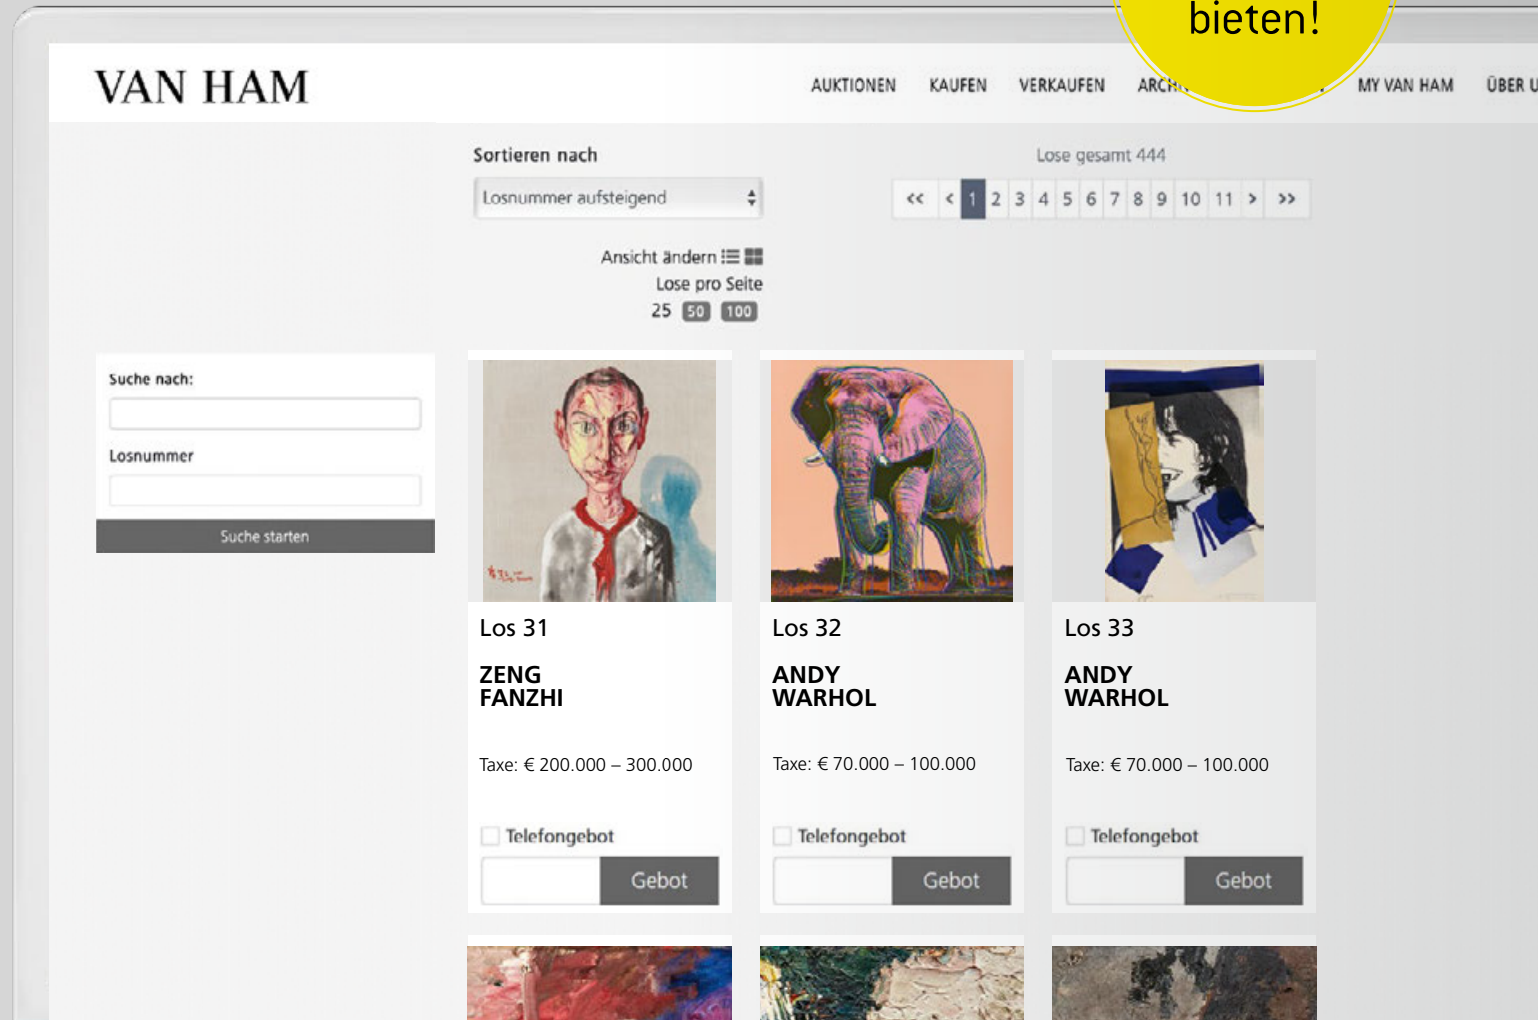 bieten!
VAN HAM
AUKTIONEN KAUFEN VERKAUFEN MY VAN HAM ÜBER
Sortieren nach
Lose gesamt 444
Losnummer aufsteigend
<< < 1 2 3 4 5 6 7 8 9 10 11 > >>
Ansicht ändern
Lose pro Seite
25 50 100
Suche nach:
Losnummer
Suche starten
Los 31
ZENG
FANZHI
Taxe: € 200.000 – 300.000
Telefongebot
Gebot
Los 32
ANDY
WARHOL
Taxe: € 70.000 – 100.000
Telefongebot
Gebot
Los 33
ANDY
WARHOL
Taxe: € 70.000 – 100.000
Telefongebot
Gebot